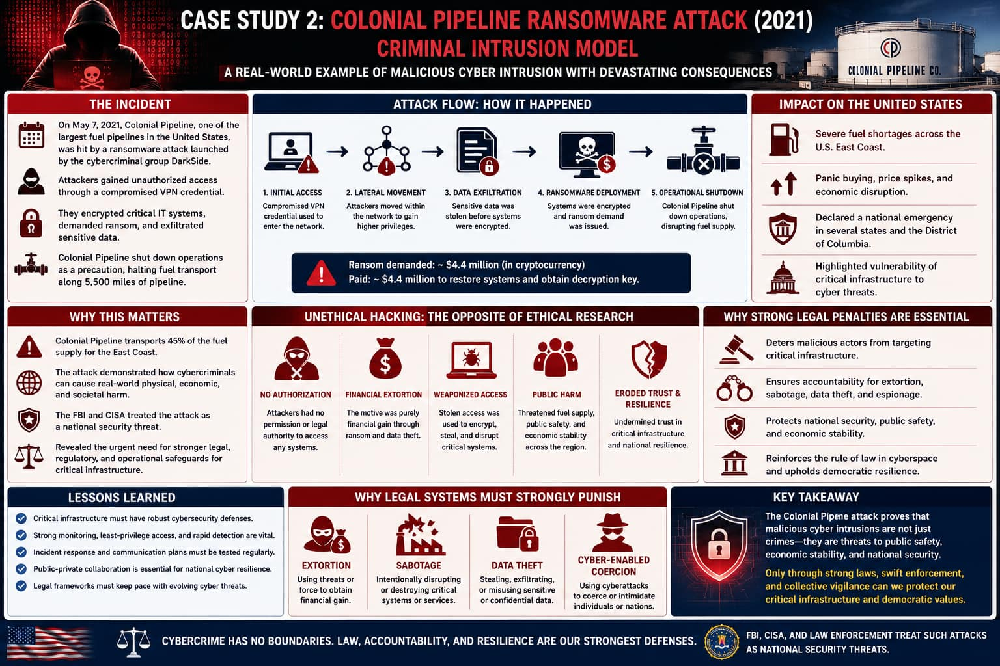 CASE STUDY 2: COLONIAL PIPELINE RANSOMWARE ATTACK (2021)
CRIMINAL INTRUSION MODEL
A REAL-WORLD EXAMPLE OF MALICIOUS CYBER INTRUSION WITH DEVASTATING CONSEQUENCES
CP
COLONIAL PIPELINE CO.
THE INCIDENT
On May 7, 2021, Colonial Pipeline, one of the
largest fuel pipelines in the United States,
was hit by a ransomware attack launched
by the cybercriminal group DarkSide.
Attackers gained unauthorized access
through a compromised VPN credential.
They encrypted critical IT systems,
demanded ransom, and exfiltrated
sensitive data.
Colonial Pipeline shut down operations
as a precaution, halting fuel transport
along 5,500 miles of pipeline.
ATTACK FLOW: HOW IT HAPPENED
1. INITIAL ACCESS
Compromised VPN
credential used to
enter the network.
2. LATERAL MOVEMENT
Attackers moved within
the network to gain
higher privileges.
3. DATA EXFILTRATION
Sensitive data was
stolen before systems
were encrypted.
$
4. RANSOMWARE DEPLOYMENT
Systems were encrypted
and ransom demand
was issued.
5. OPERATIONAL SHUTDOWN
Colonial Pipeline shut
down operations,
disrupting fuel supply.
Ransom demanded: ~ $4.4 million (in cryptocurrency)
Paid: ~ $4.4 million to restore systems and obtain decryption key.
IMPACT ON THE UNITED STATES
Severe fuel shortages across the
U.S. East Coast.
Panic buying, price spikes, and
economic disruption.
Declared a national emergency
in several states and the District
of Columbia.
Highlighted vulnerability of
critical infrastructure to
cyber threats.
WHY THIS MATTERS
Colonial Pipeline transports 45% of the fuel
supply for the East Coast.
The attack demonstrated how cybercriminals
can cause real-world physical, economic,
and societal harm.
The FBI and CISA treated the attack as
a national security threat.
Revealed the urgent need for stronger legal,
regulatory, and operational safeguards for
critical infrastructure.
UNETHICAL HACKING: THE OPPOSITE OF ETHICAL RESEARCH
NO AUTHORIZATION
Attackers had no
permission or legal
authority to access
any systems.
$
FINANCIAL EXTORTION
The motive was purely
financial gain through
ransom and data theft.
WEAPONIZED ACCESS
Stolen access was
used to encrypt,
steal, and disrupt
critical systems.
PUBLIC HARM
Threatened fuel supply,
public safety, and
economic stability
across the region.
ERODED TRUST &
RESILIENCE
Undermined trust in
critical infrastructure
and national resilience.
WHY STRONG LEGAL PENALTIES ARE ESSENTIAL
Deters malicious actors from targeting
critical infrastructure.
Ensures accountability for extortion,
sabotage, data theft, and espionage.
Protects national security, public safety,
and economic stability.
Reinforces the rule of law in cyberspace
and upholds democratic resilience.
LESSONS LEARNED
Critical infrastructure must have robust cybersecurity defenses.
Strong monitoring, least-privilege access, and rapid detection are vital.
Incident response and communication plans must be tested regularly.
Public-private collaboration is essential for national cyber resilience.
Legal frameworks must keep pace with evolving cyber threats.
WHY LEGAL SYSTEMS MUST STRONGLY PUNISH
$
EXTORTION
Using threats or
force to obtain
financial gain.
SABOTAGE
Intentionally disrupting
or destroying critical
systems or services.
DATA THEFT
Stealing, exfiltrating,
or misusing sensitive
or confidential data.
CYBER-ENABLED
COERCION
Using cyberattacks
to coerce or intimidate
individuals or nations.
KEY TAKEAWAY
The Colonial attack proves that
malicious cyber intrusions are not just
crimes—they are threats to public safety,
economic stability, and national security.
Only through strong laws, swift enforcement,
and collective vigilance can we protect our
critical infrastructure and democratic values.
CYBERCRIME HAS NO BOUNDARIES. LAW, ACCOUNTABILITY, AND RESILIENCE ARE OUR STRONGEST DEFENSES.
FBI, CISA, AND LAW ENFORCEMENT TREAT SUCH ATTACKS
AS NATIONAL SECURITY THREATS.